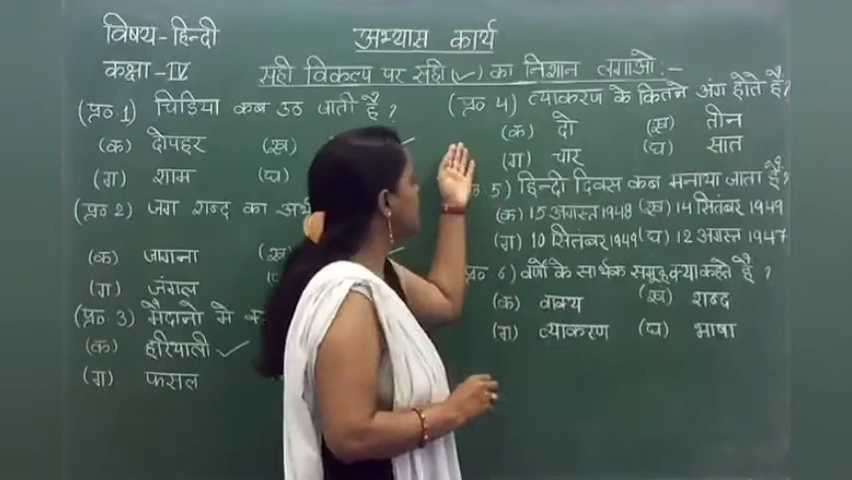 विषय-हिन्दी
अभ्यास कार्य
कक्षा-IV
सही विकल्प पर सही (✓) का निशान लगाओ:-
(प्र० 1) चिडिया कब उठ जाती है ?
(क) दोपहर (ख)
(ग) शाम (घ)
(प्र० 2) जग शब्द का
(क) जागना
(ग) जंगल
(प्र० 3) मैदानो मे
(क) हरियाली ✓
(ग) फसल
(प्र० 4) व्याकरण के कितने अंग होते है ?
(क) दो (ख) तीन
(ग) चार (घ) सात
5) हिन्दी दिवस कब मनाया जाता है ?
(क) 15 अगस्त 1948 (ख) 14 सितंबर 1949
(ग) 10 सितंबर 1949 (घ) 12 अगस्त 1947
प्र० 6) वर्णो के सार्थक समूह क्या कहते है ?
(क) वाक्य (ख) शब्द
(ग) व्याकरण (घ) भाषा